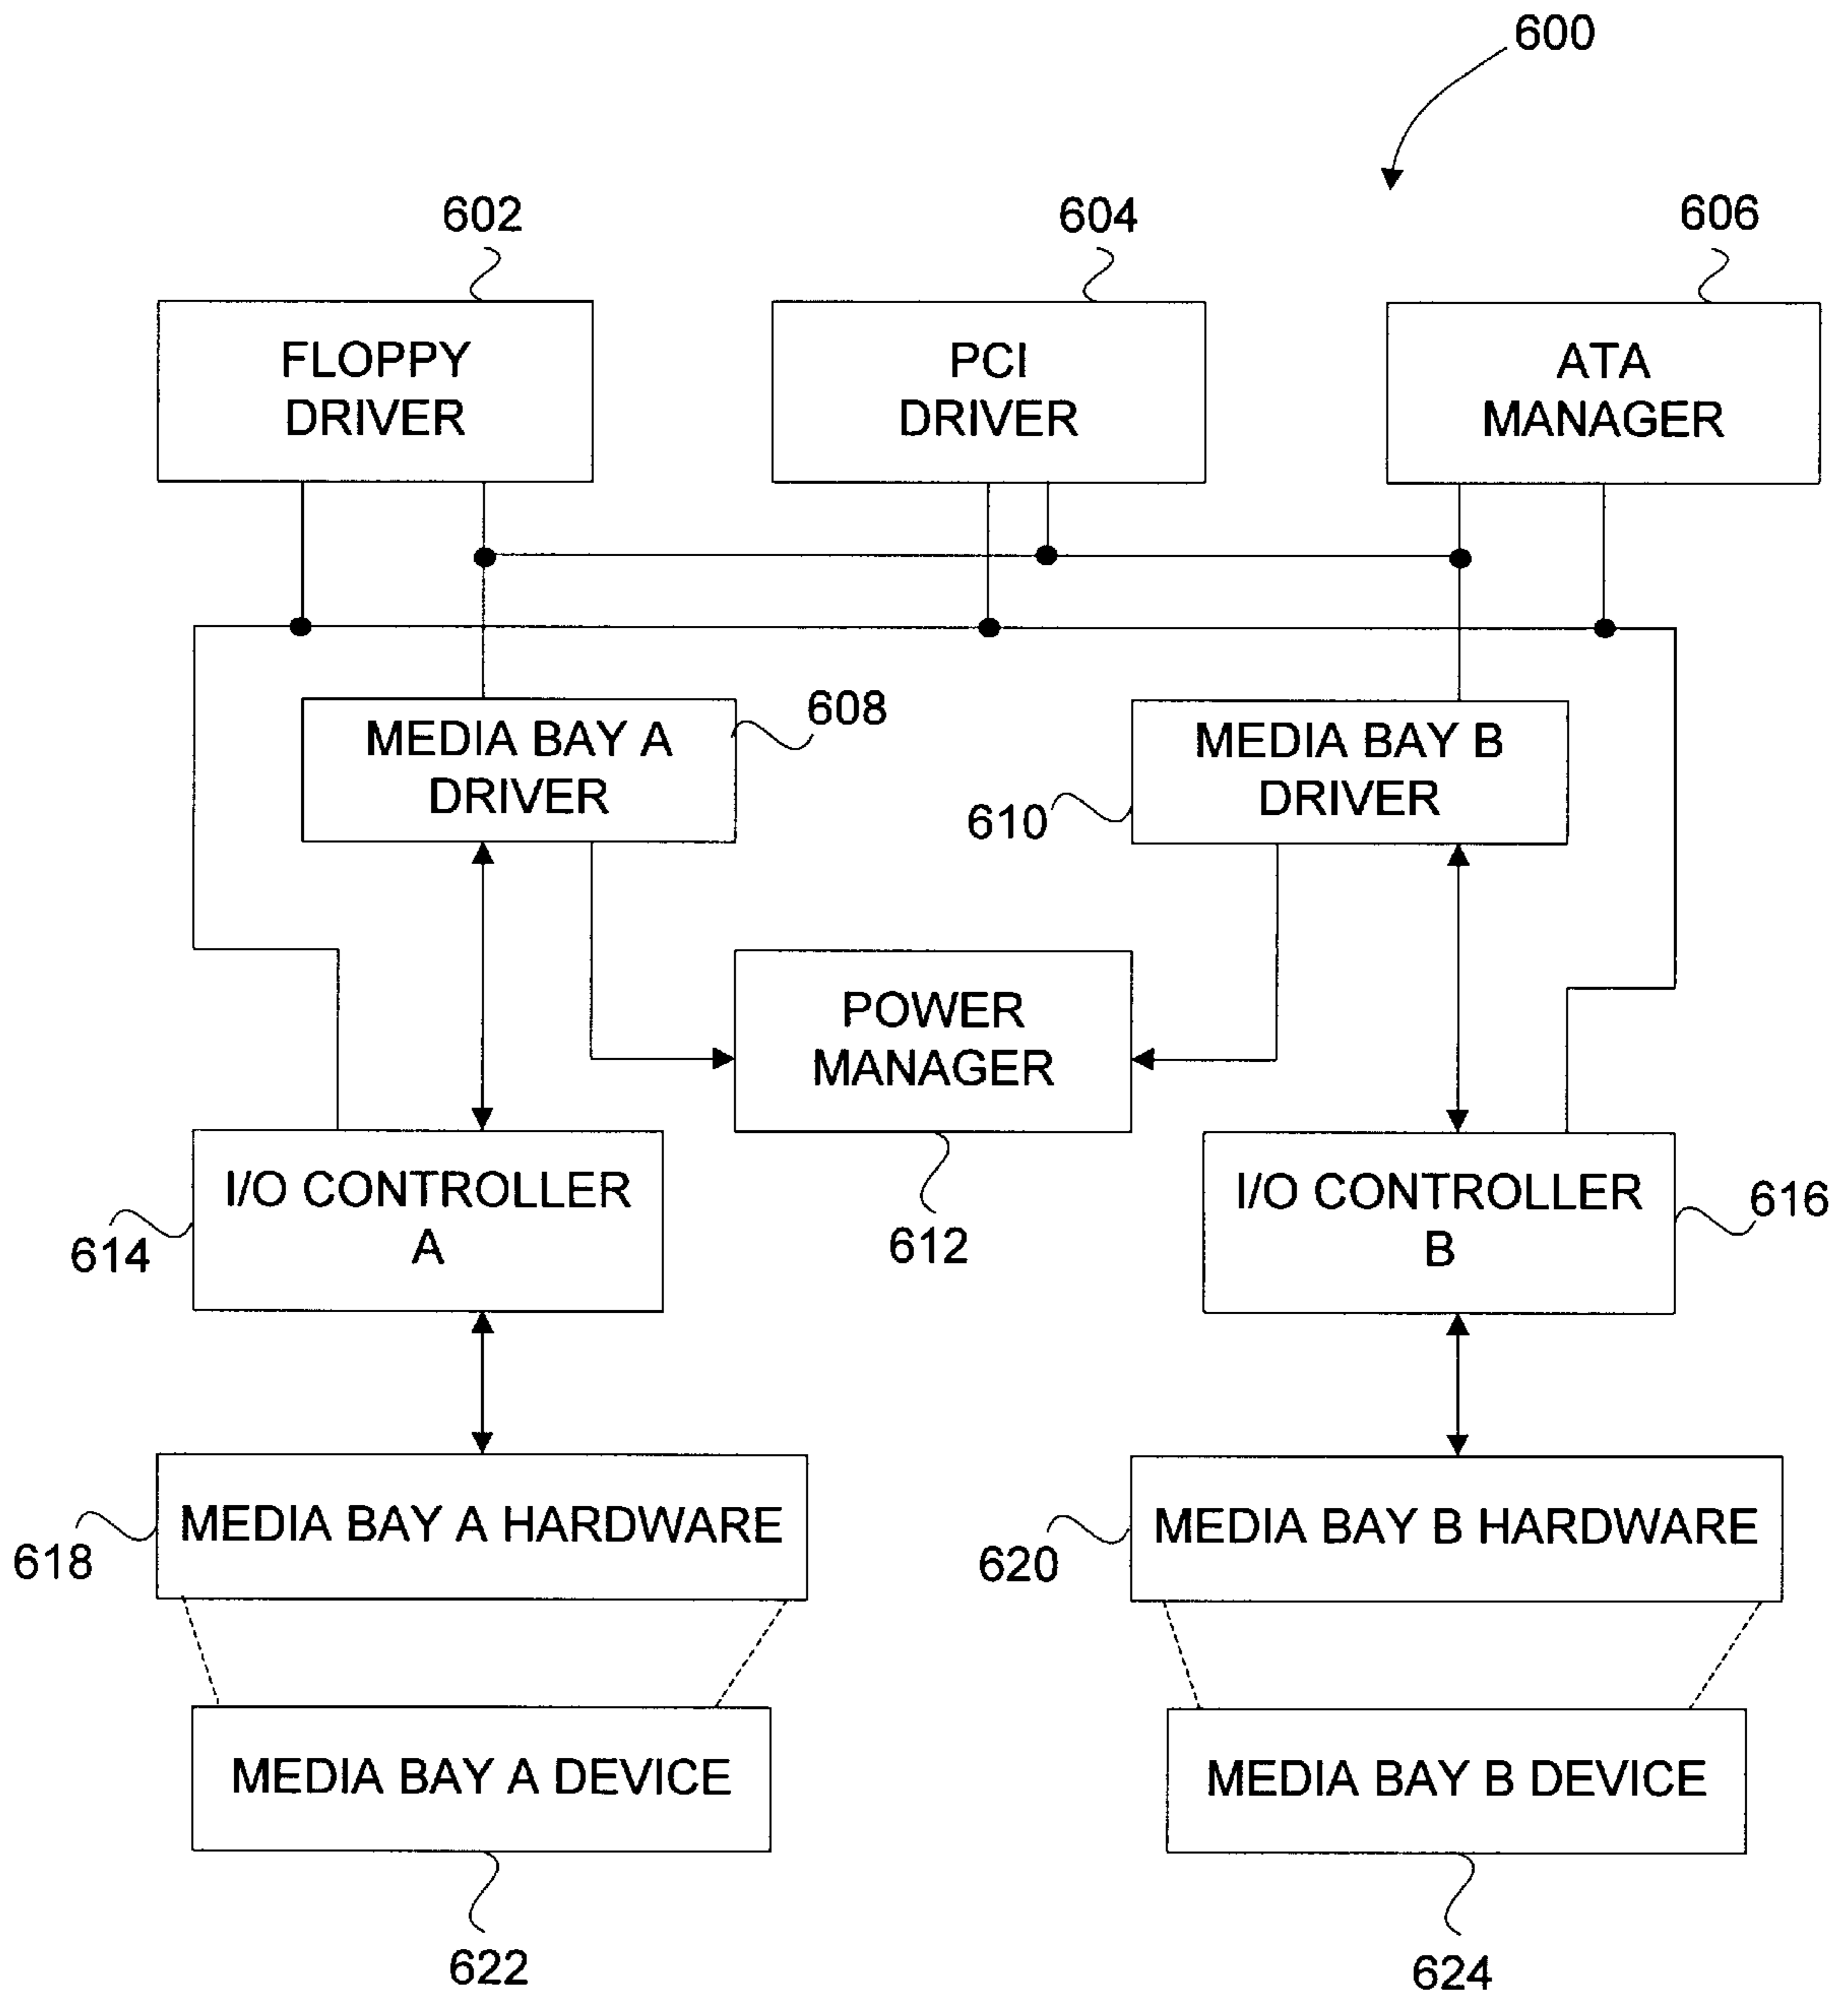 600
602
604
606
FLOPPY
DRIVER
PCI
DRIVER
ATA
MANAGER
MEDIA BAY A
DRIVER
608
MEDIA BAY B
DRIVER
610
POWER
MANAGER
612
I/O CONTROLLER
A
614
I/O CONTROLLER
B
616
MEDIA BAY A HARDWARE
618
MEDIA BAY B HARDWARE
620
MEDIA BAY A DEVICE
622
MEDIA BAY B DEVICE
624